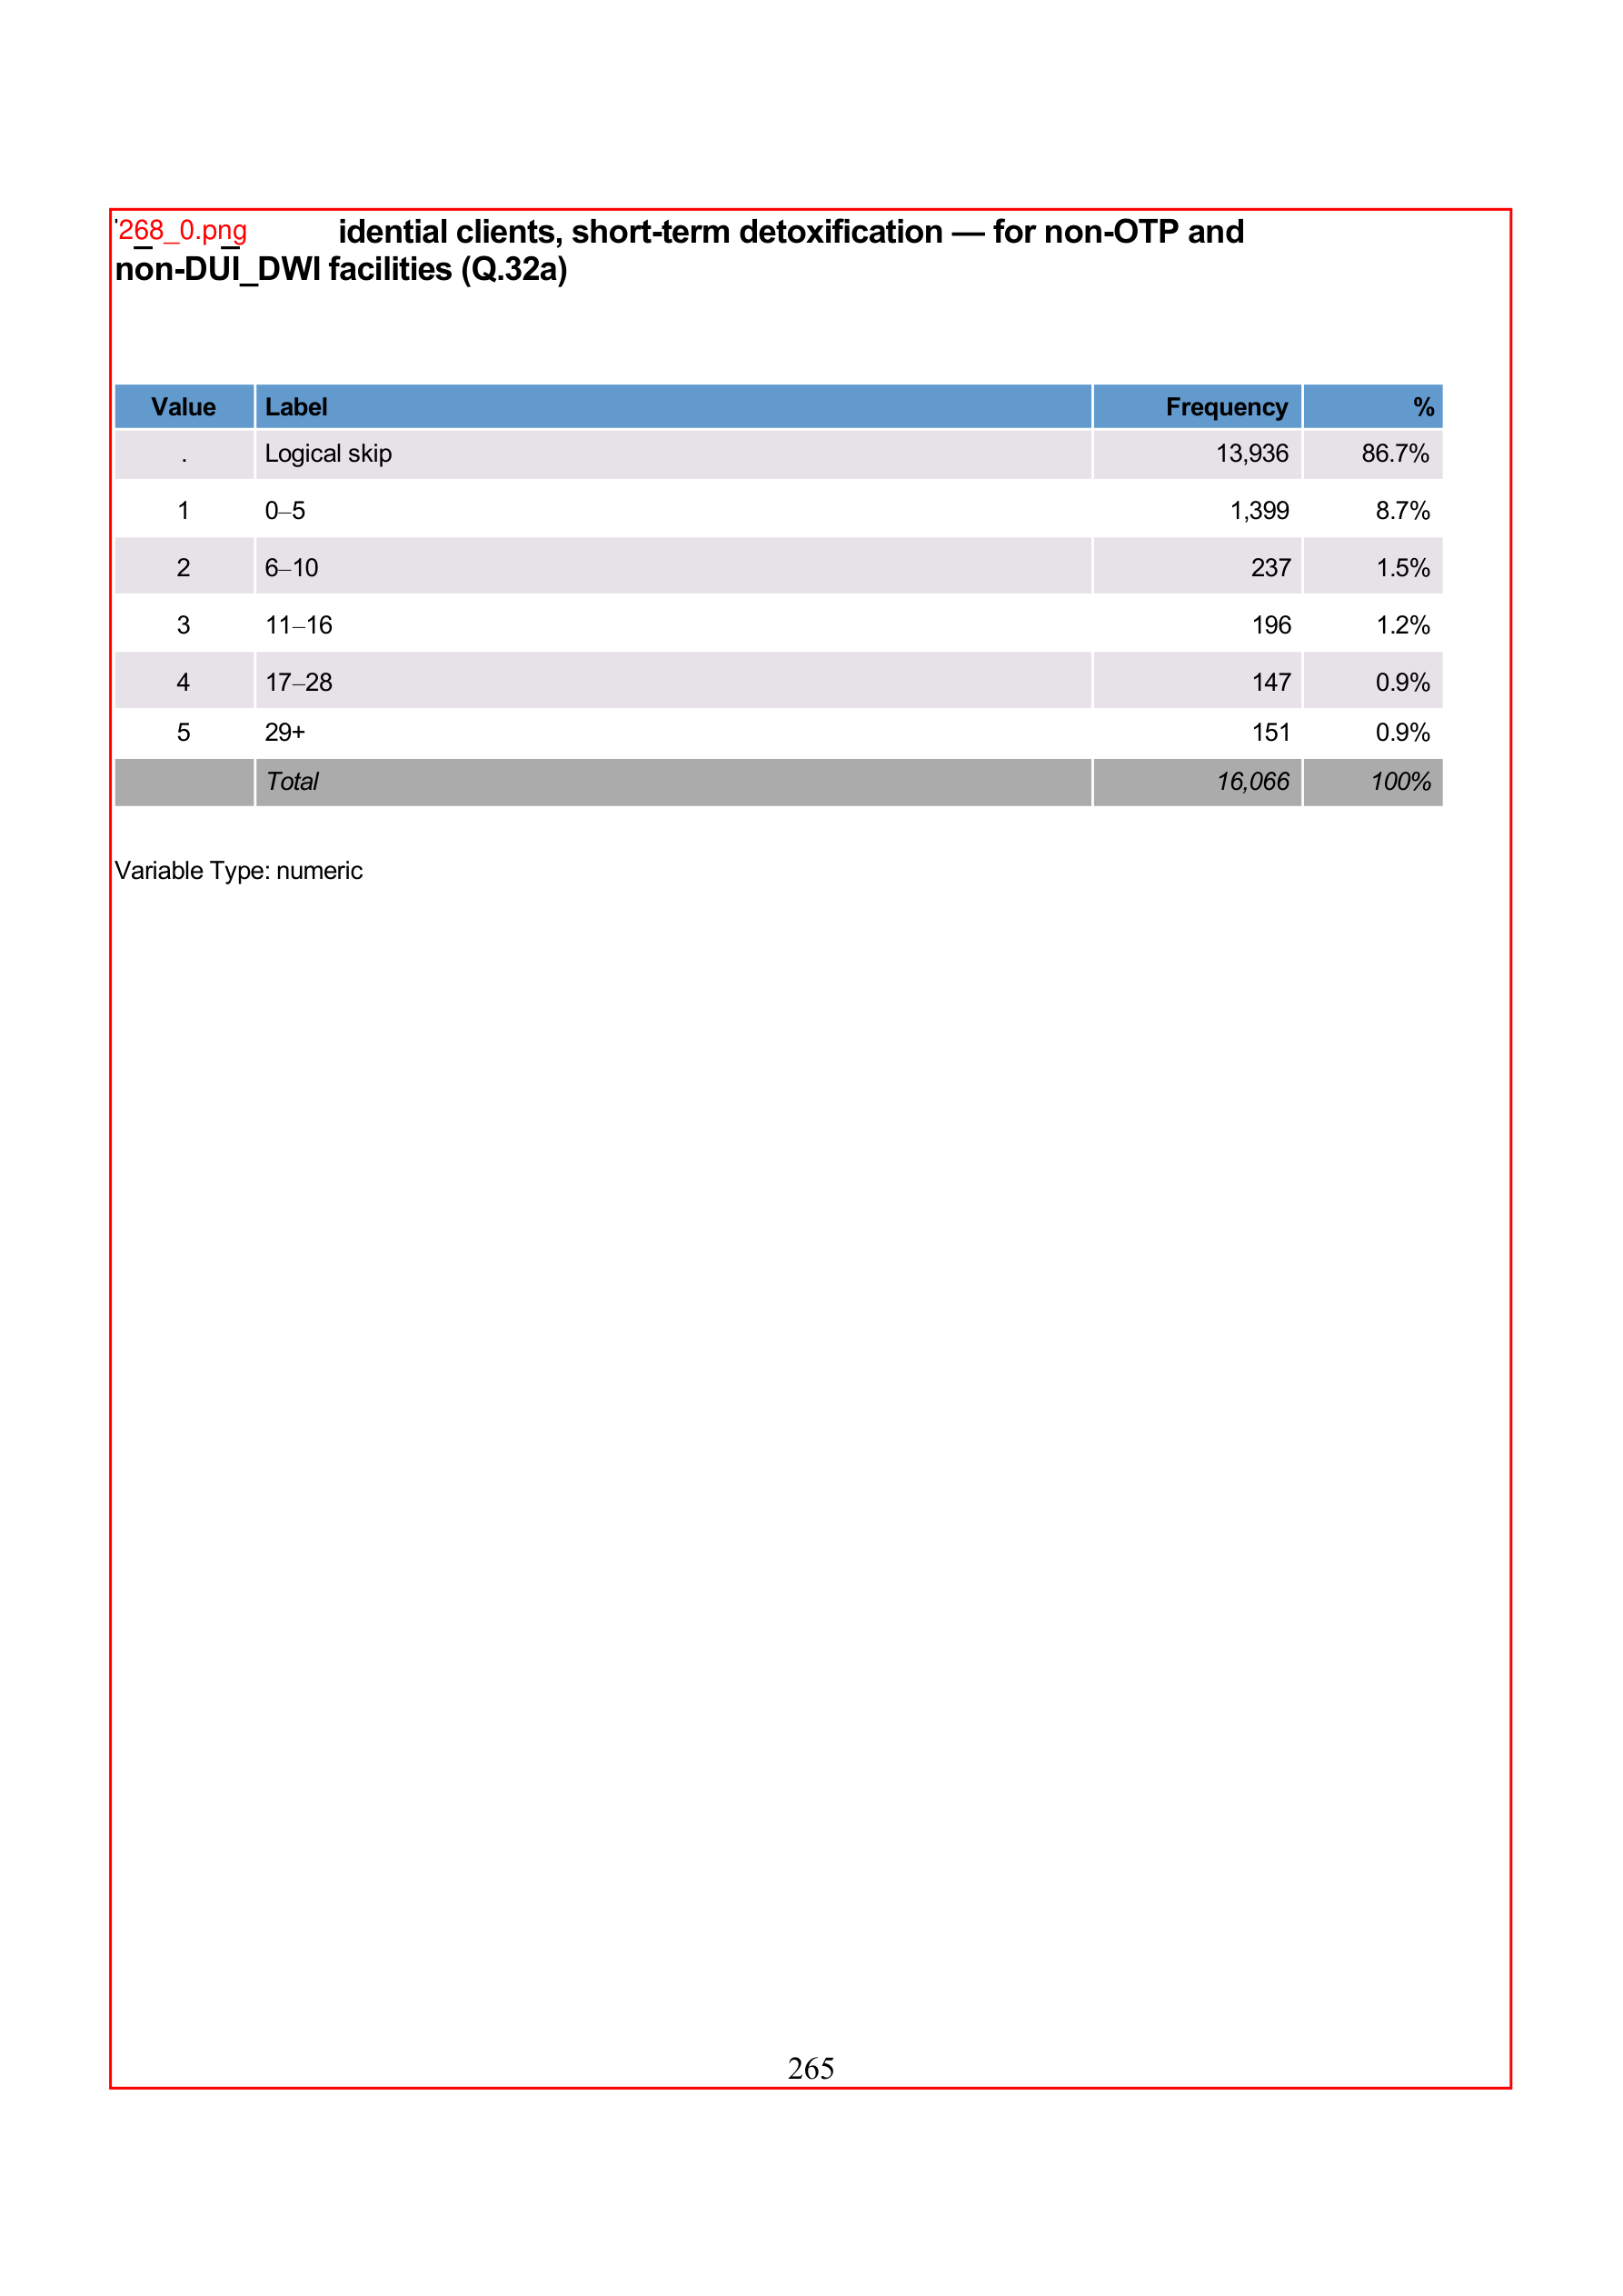 268_0.png idential clients, short-term detoxification — for non-OTP and
non-DUI_DWI facilities (Q.32a)
Value Label Frequency %
. Logical skip 13,936 86.7%
1 0–5 1,399 8.7%
2 6–10 237 1.5%
3 11–16 196 1.2%
4 17–28 147 0.9%
5 29+ 151 0.9%
Total 16,066 100%
Variable Type: numeric
265